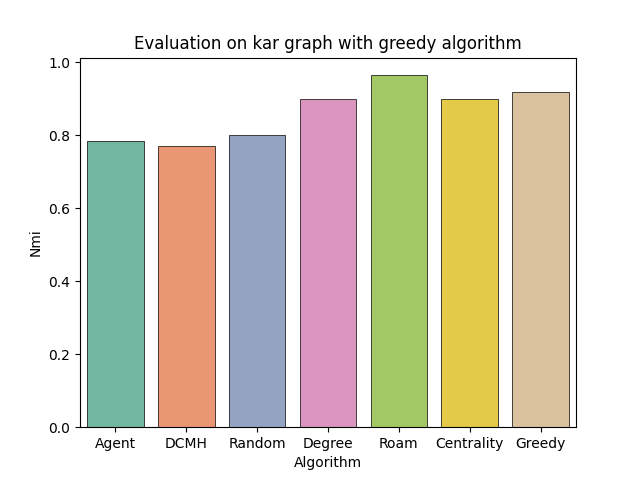 Evaluation on kar graph with greedy algorithm
1.0
0.8
0.6
0.4
0.2
0.0
Nmi
Agent DCMH Random Degree Roam Centrality Greedy
Algorithm